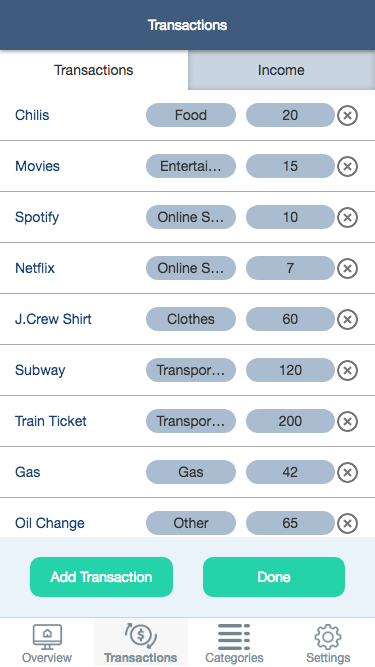 Transactions
Transactions Income
Chilis Food 20
Movies Entertai... 15
Spotify Online S... 10
Netflix Online S... 7
J.Crew Shirt Clothes 60
Subway Transpor... 120
Train Ticket Transpor... 200
Gas Gas 42
Oil Change Other 65
Add Transaction Done
Overview Transactions Categories Settings